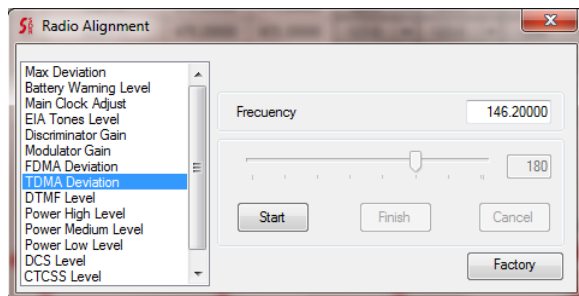 Radio Alignment
Max Deviation
Battery Warning Level
Main Clock Adjust
EIA Tones Level
Discriminator Gain
Modulator Gain
FDMA Deviation
TDMA Deviation
DTMF Level
Power High Level
Power Medium Level
Power Low Level
DCS Level
CTCSS Level
Frecuency 146.20000
180
Start Finish Cancel
Factory